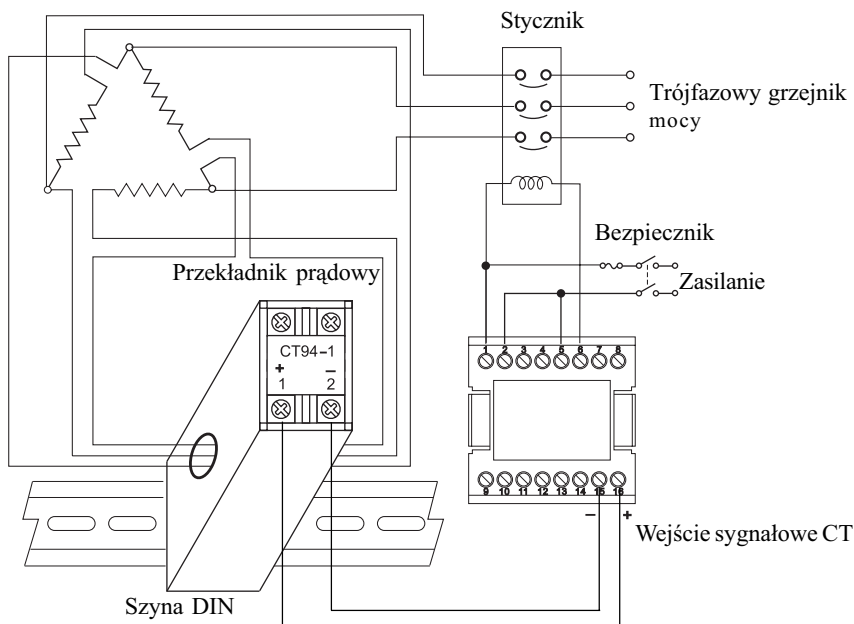 Stycznik
Trójfazowy grzejnik
mocy
Bezpiecznik
Zasilanie
Przekładnik prądowy
CT94-1
+ −
1 2
1 2 3 4 5 6 7 8
9 10 11 12 13 14 15 16
− +
Wejście sygnałowe CT
Szyna DIN